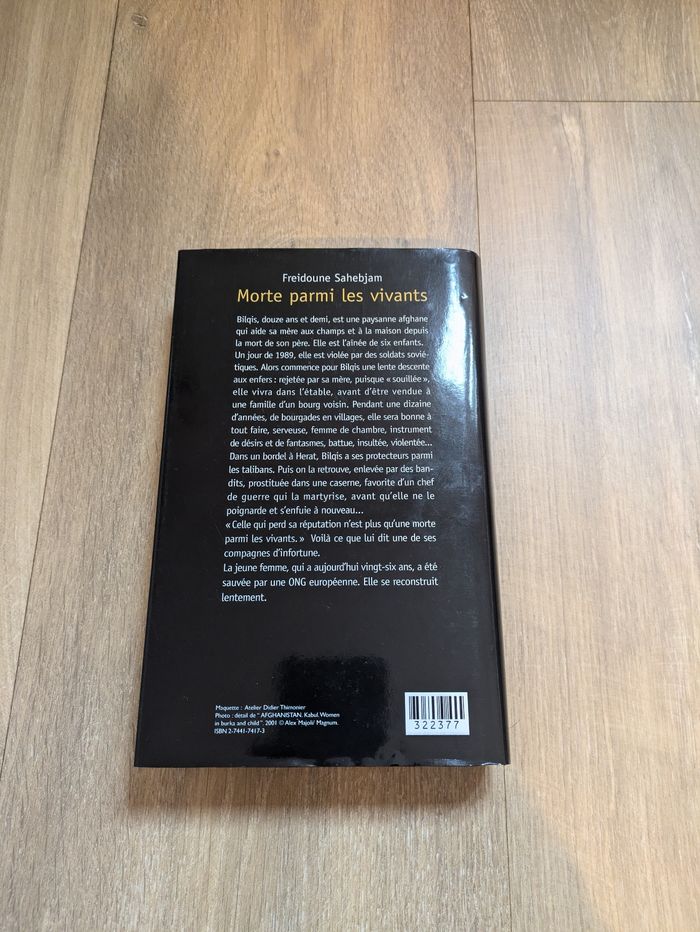 Freidoune Sahebjam
Morte parmi les vivants
Bilqis, douze ans et demi, est une paysanne afghane
qui aide sa mère aux champs et à la maison depuis
la mort de son père. Elle est l'aînée de six enfants.
Un jour de 1989, elle est violée par des soldats sovié-
tiques. Alors commence pour Bilqis une lente descente
aux enfers : rejetée par sa mère, puisque « souillée »,
elle vivra dans l'étable, avant d'être vendue à
une famille d'un bourg voisin. Pendant une dizaine
d'années, de bourgades en villages, elle sera bonne à
tout faire, serveuse, femme de chambre, instrument
de désirs et de fantasmes, battue, insultée, violentée...
Dans un bordel à Herat, Bilqis a ses protecteurs parmi
les talibans. Puis on la retrouve, enlevée par des ban-
dits, prostituée dans une caserne, favorite d'un chef
de guerre qui la martyrise, avant qu'elle ne le
poignarde et s'enfuie à nouveau...
« Celle qui perd sa réputation n'est plus qu'une morte
parmi les vivants. » Voilà ce que lui dit une de ses
compagnes d'infortune.
La jeune femme, qui a aujourd'hui vingt-six ans, a été
sauvée par une ONG européenne. Elle se reconstruit
lentement.
Maquette : Atelier Didier Thimonier
Photo : détail de " AFGHANISTAN. Kabul. Women
in burka and child ". 2001 © Alex Majoli/ Magnum.
ISBN 2-7441-7417-3
322377